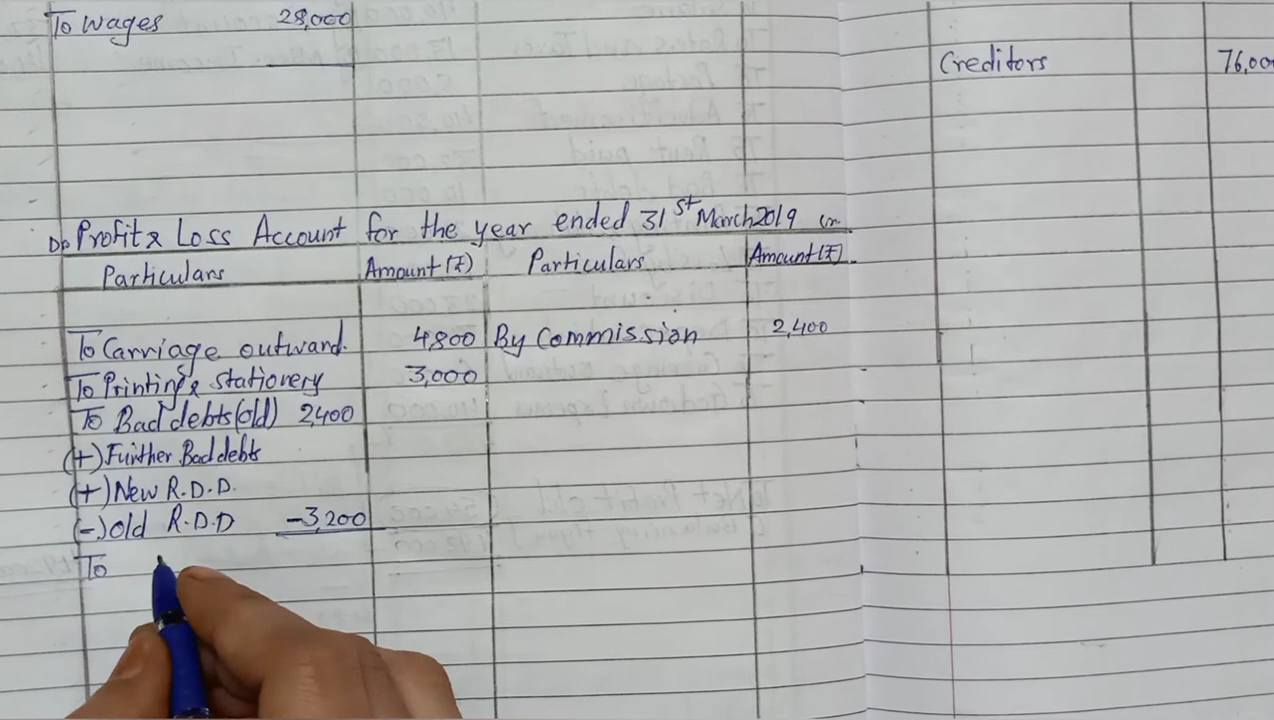 To Wages 28,000
Creditors 76,00
Dr Profit & Loss Account for the year ended 31st March 2019 Cr
Particulars Amount (₹) Particulars Amount (₹)
To Carriage outward. 4800 By Commission 2,400
To Printing & Stationery 3,000
To Bad debts(old) 2,400
(+) Further Bad debts
(+) New R.D.D.
(-) Old R.D.D -3,200
To